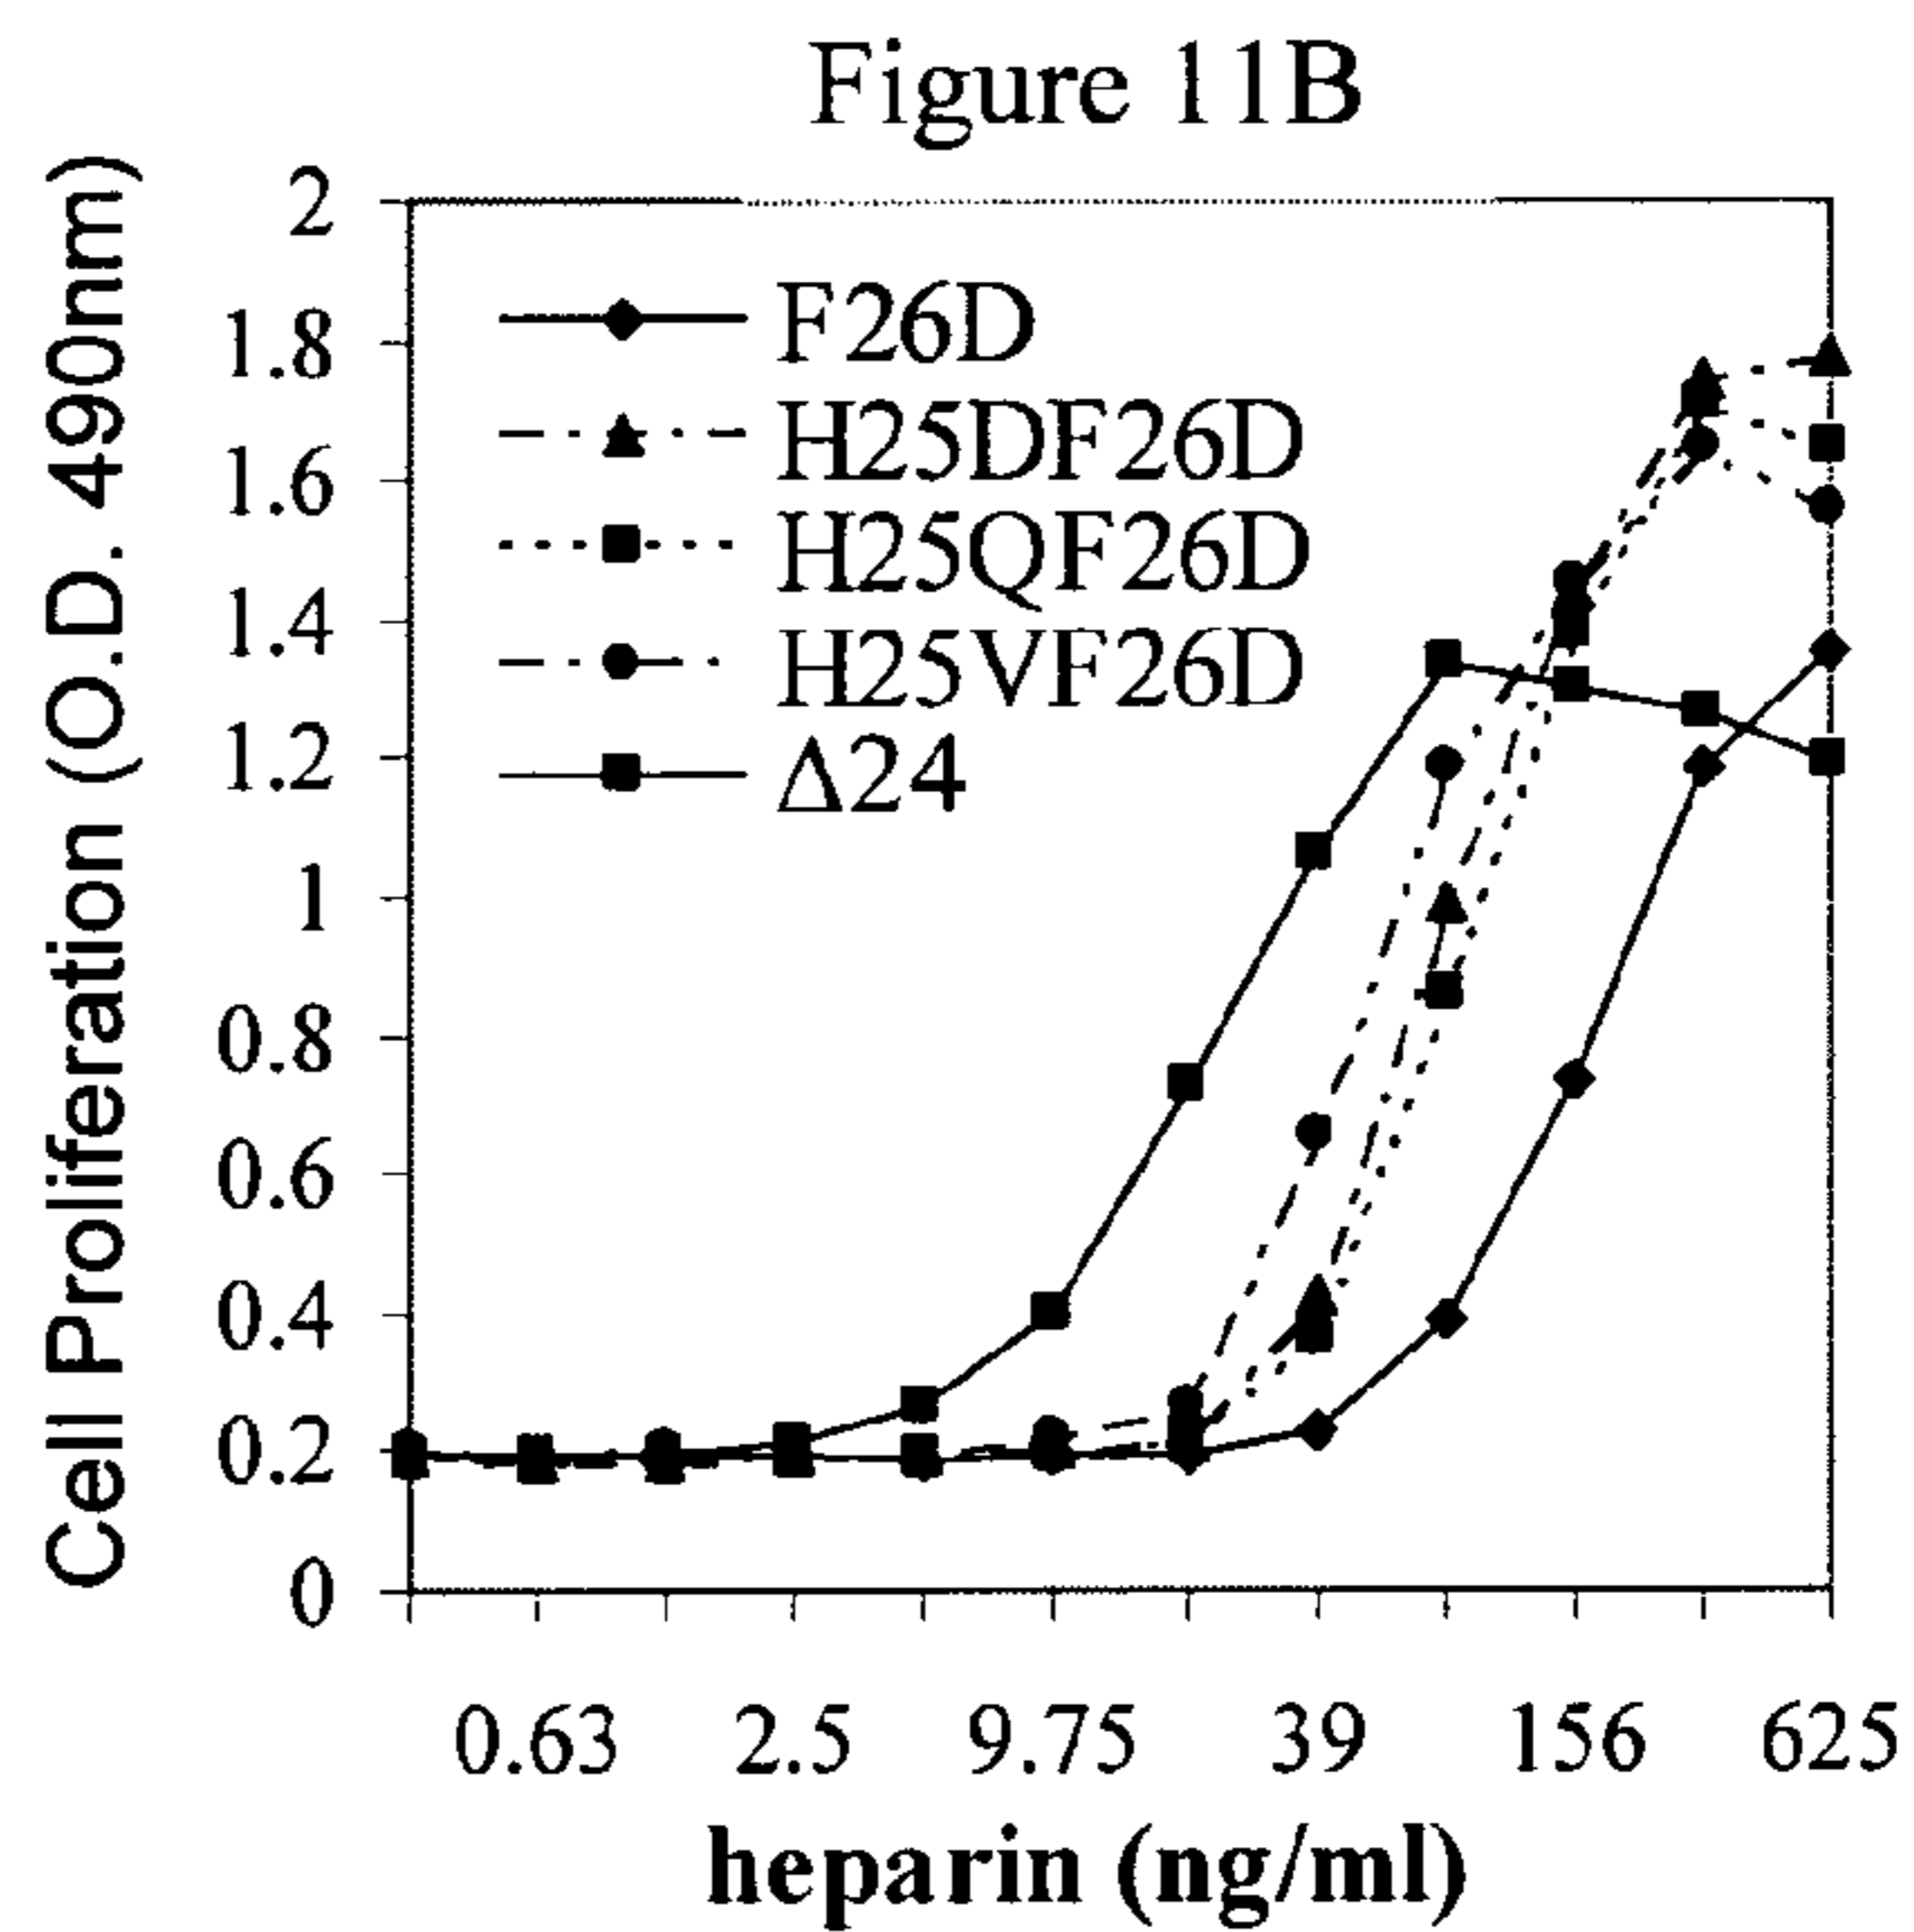 Figure 11B
Cell Proliferation (O.D. 490nm)
2
1.8
1.6
1.4
1.2
1
0.8
0.6
0.4
0.2
0
F26D
H25DF26D
H25QF26D
H25VF26D
Δ24
0.63 2.5 9.75 39 156 625
heparin (ng/ml)